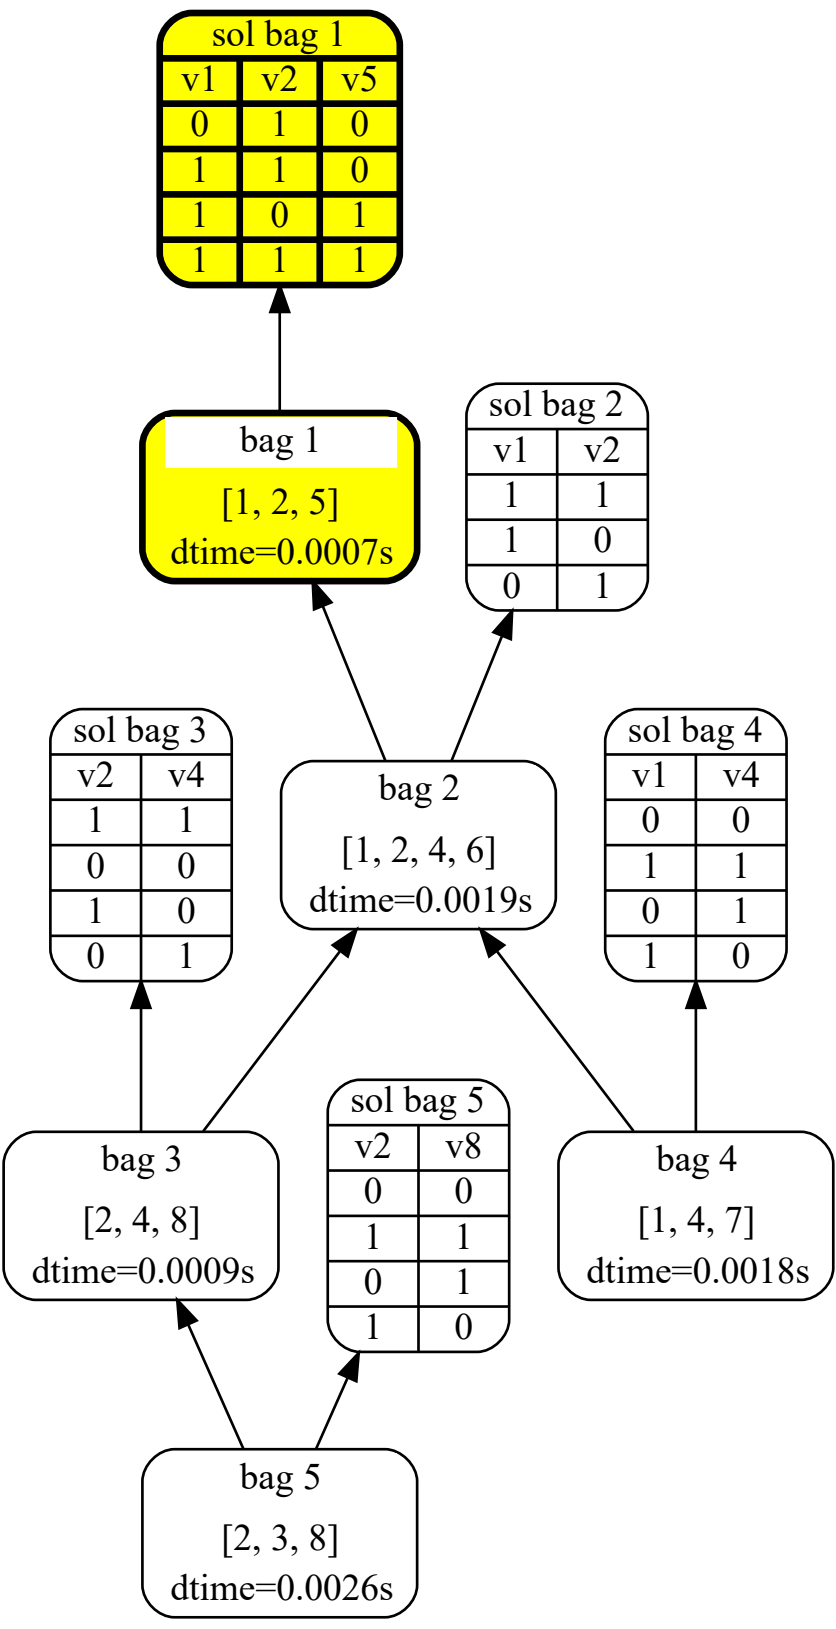 sol bag 1
v1 v2 v5
0 1 0
1 1 0
1 0 1
1 1 1
bag 1
[1, 2, 5]
dtime=0.0007s
sol bag 2
v1 v2
1 1
1 0
0 1
bag 2
[1, 2, 4, 6]
dtime=0.0019s
sol bag 3
v2 v4
1 1
0 0
1 0
0 1
sol bag 4
v1 v4
0 0
1 1
0 1
1 0
bag 3
[2, 4, 8]
dtime=0.0009s
sol bag 5
v2 v8
0 0
1 1
0 1
1 0
bag 4
[1, 4, 7]
dtime=0.0018s
bag 5
[2, 3, 8]
dtime=0.0026s